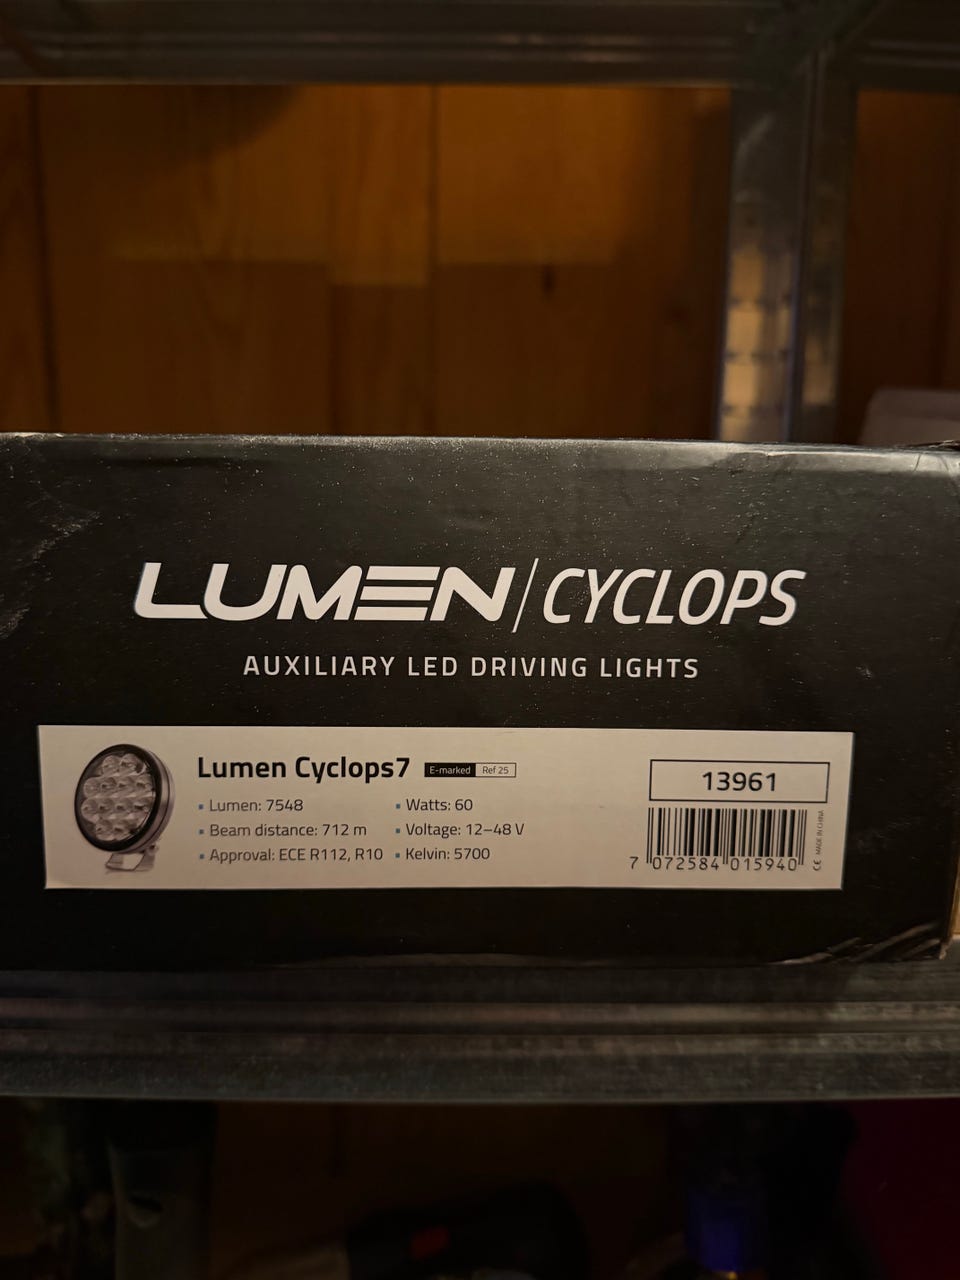 LUMEN/CYCLOPS
AUXILIARY LED DRIVING LIGHTS
Lumen Cyclops7 E-marked Ref 25
▪ Lumen: 7548
▪ Beam distance: 712 m
▪ Approval: ECE R112, R10
▪ Watts: 60
▪ Voltage: 12–48 V
▪ Kelvin: 5700
13961
7 072584 015940
CE MADE IN CHINA